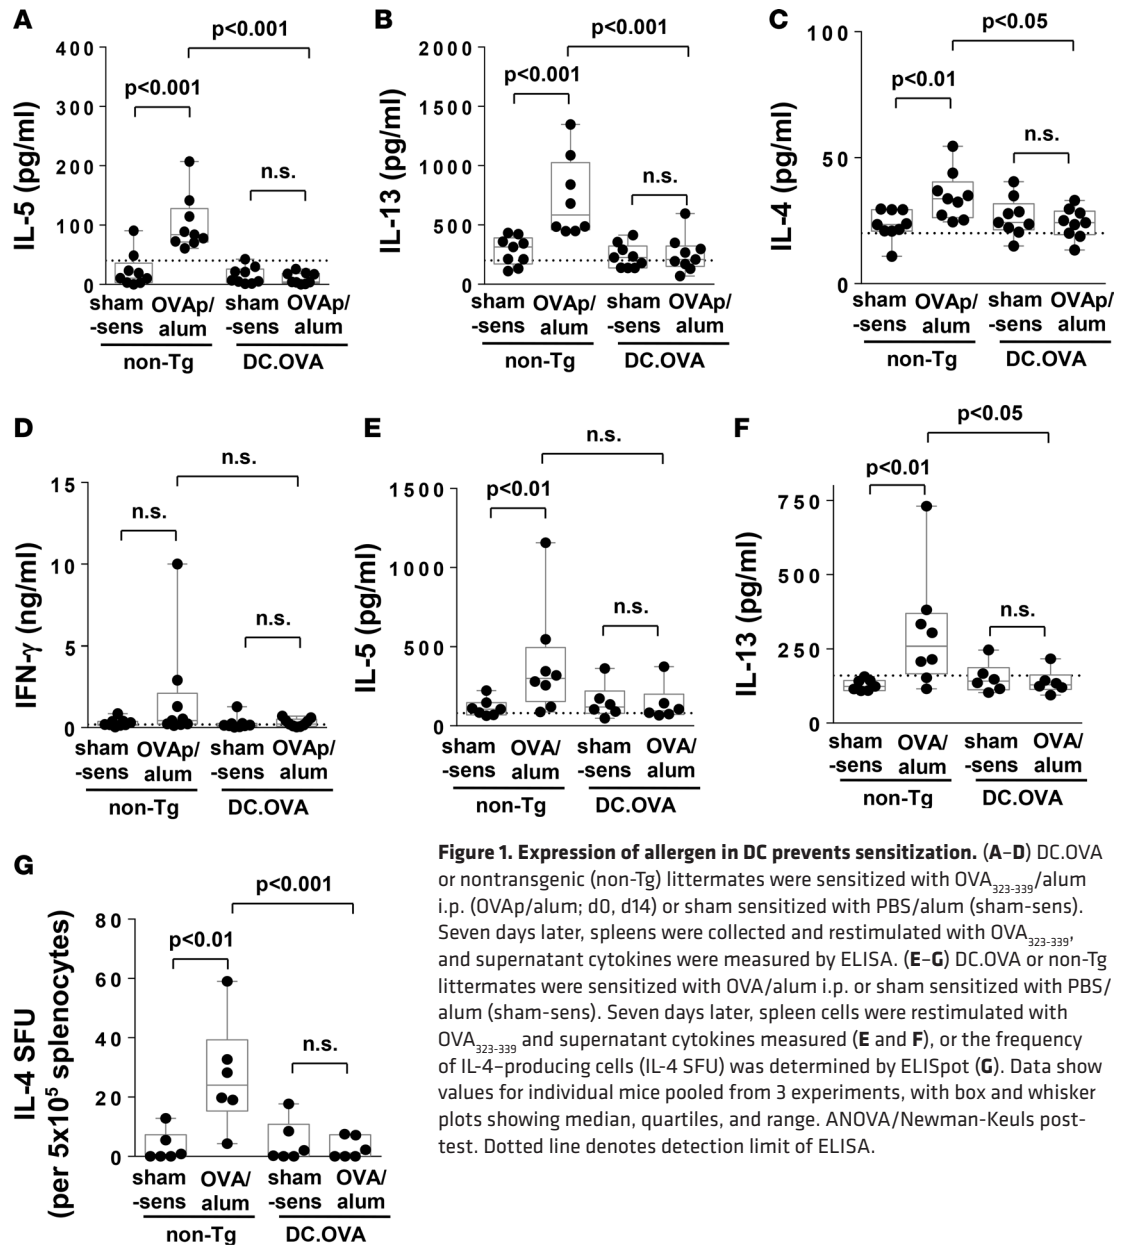 A
p<0.001
p<0.001
n.s.
IL-5 (pg/ml)
400
300
200
100
0
sham
-sens
OVAp/
alum
sham
-sens
OVAp/
alum
non-Tg
DC.OVA
B
p<0.001
p<0.001
n.s.
IL-13 (pg/ml)
2000
1500
1000
500
0
sham
-sens
OVAp/
alum
sham
-sens
OVAp/
alum
non-Tg
DC.OVA
C
p<0.05
p<0.01
n.s.
IL-4 (pg/ml)
100
50
0
sham
-sens
OVAp/
alum
sham
-sens
OVAp/
alum
non-Tg
DC.OVA
D
n.s.
n.s.
n.s.
IFN-γ (ng/ml)
15
10
5
0
sham
-sens
OVAp/
alum
sham
-sens
OVAp/
alum
non-Tg
DC.OVA
E
n.s.
p<0.01
n.s.
IL-5 (pg/ml)
1500
1000
500
0
sham
-sens
OVA/
alum
sham
-sens
OVA/
alum
non-Tg
DC.OVA
F
p<0.05
p<0.01
n.s.
IL-13 (pg/ml)
750
500
250
0
sham
-sens
OVA/
alum
sham
-sens
OVA/
alum
non-Tg
DC.OVA
G
p<0.001
p<0.01
n.s.
IL-4 SFU
(per 5x10⁵ splenocytes)
80
60
40
20
0
sham
-sens
OVA/
alum
sham
-sens
OVA/
alum
non-Tg
DC.OVA
Figure 1. Expression of allergen in DC prevents sensitization. (A–D) DC.OVA
or nontransgenic (non-Tg) littermates were sensitized with OVA₃₂₃₋₃₃₉/alum
i.p. (OVAp/alum; d0, d14) or sham sensitized with PBS/alum (sham-sens).
Seven days later, spleens were collected and restimulated with OVA₃₂₃₋₃₃₉,
and supernatant cytokines were measured by ELISA. (E–G) DC.OVA or non-Tg
littermates were sensitized with OVA/alum i.p. or sham sensitized with PBS/
alum (sham-sens). Seven days later, spleen cells were restimulated with
OVA₃₂₃₋₃₃₉ and supernatant cytokines measured (E and F), or the frequency
of IL-4–producing cells (IL-4 SFU) was determined by ELISpot (G). Data show
values for individual mice pooled from 3 experiments, with box and whisker
plots showing median, quartiles, and range. ANOVA/Newman-Keuls post-
test. Dotted line denotes detection limit of ELISA.